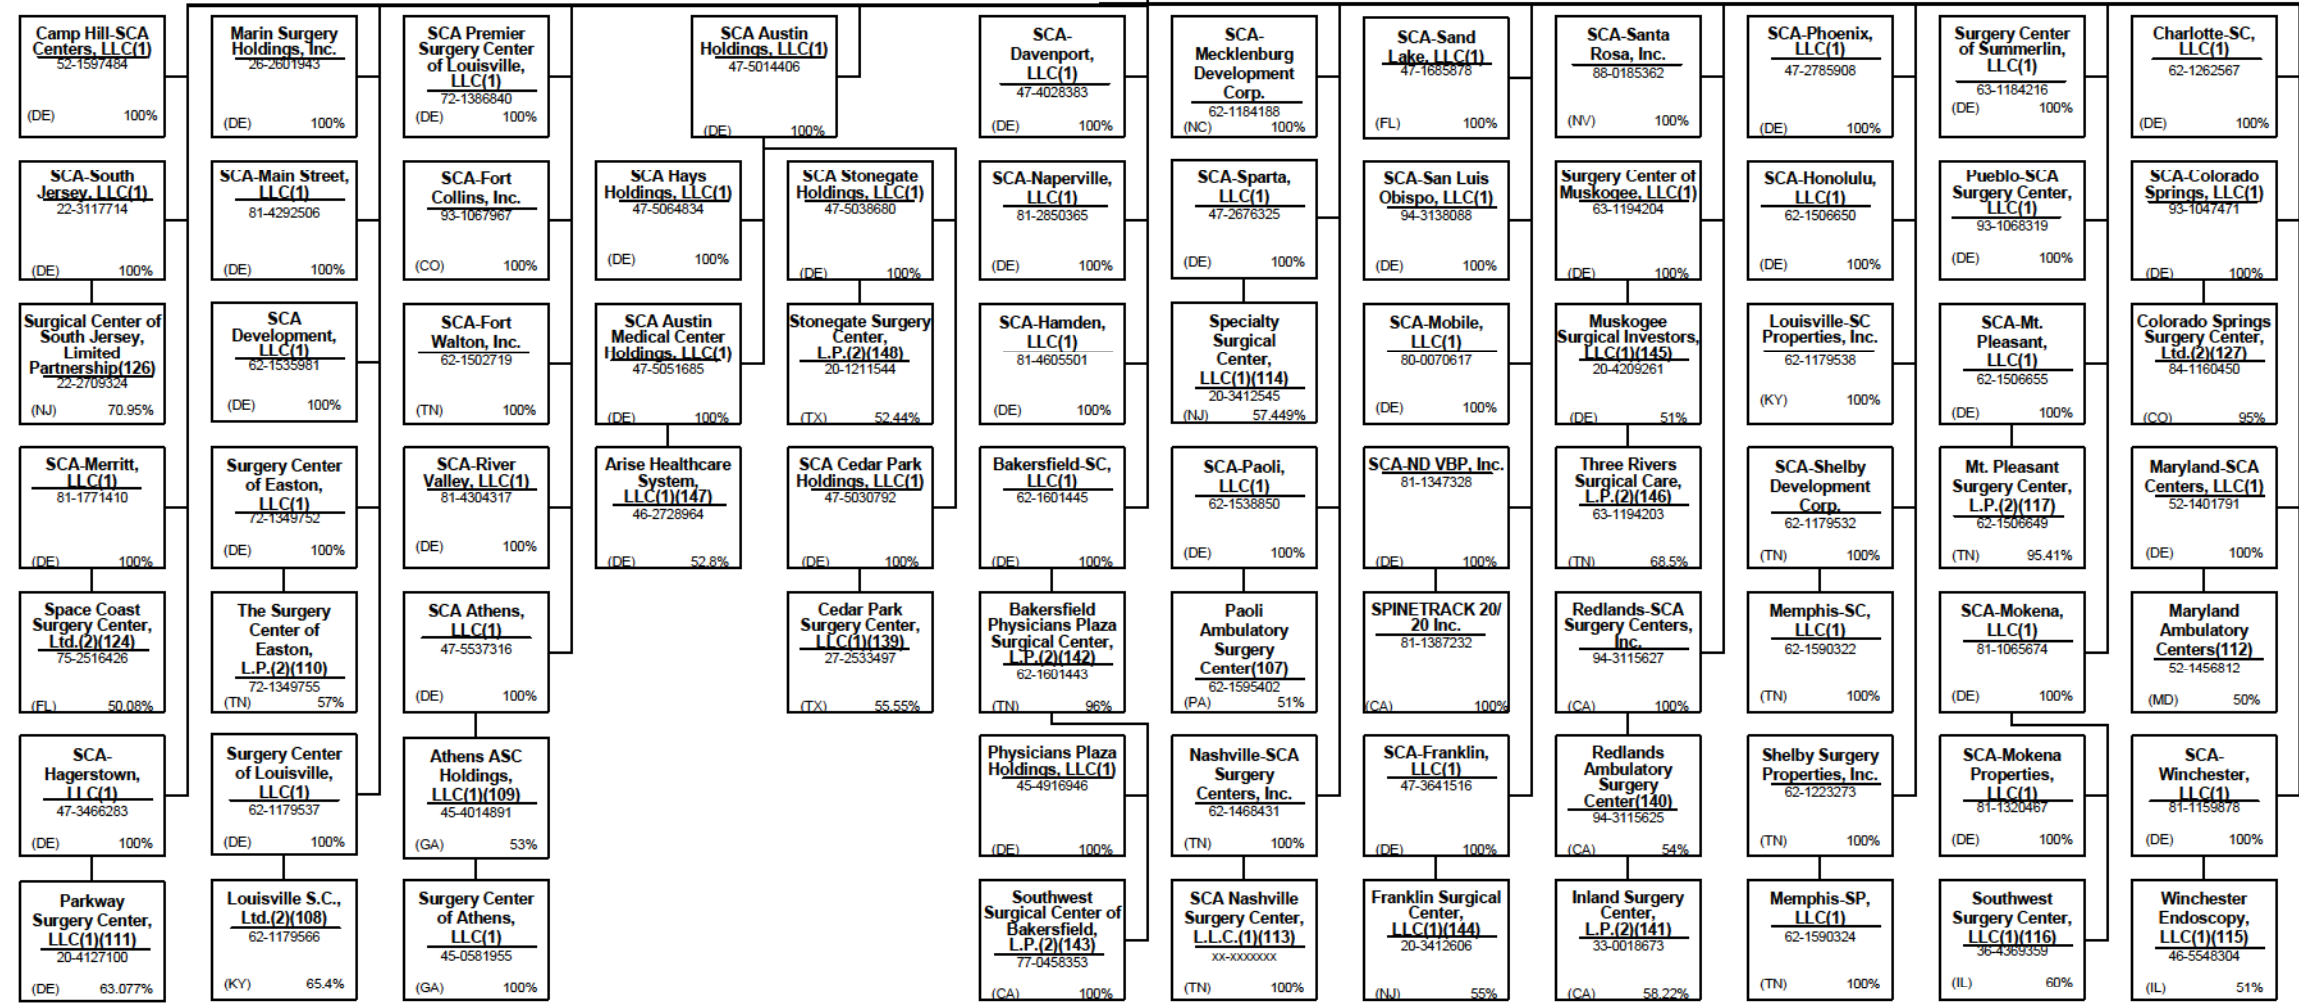 Camp Hill-SCA
Centers, LLC(1)
52-1597484
(DE) 100%
Marin Surgery
Holdings, Inc.
26-2601943
(DE) 100%
SCA Premier
Surgery Center
of Louisville,
LLC(1)
72-1386840
(DE) 100%
SCA Austin
Holdings, LLC(1)
47-5014406
(DE) 100%
SCA-
Davenport,
LLC(1)
47-4028383
(DE) 100%
SCA-
Mecklenburg
Development
Corp.
62-1184188
(NC) 100%
SCA-Sand
Lake, LLC(1)
47-1685878
(FL) 100%
SCA-Santa
Rosa, Inc.
88-0185362
(NV) 100%
SCA-Phoenix,
LLC(1)
47-2785908
(DE) 100%
Surgery Center
of Summerlin,
LLC(1)
63-1184216
(DE) 100%
Charlotte-SC,
LLC(1)
62-1262567
(DE) 100%
SCA-South
Jersey, LLC(1)
22-3117714
(DE) 100%
SCA-Main Street,
LLC(1)
81-4292506
(DE) 100%
SCA-Fort
Collins, Inc.
93-1067967
(CO) 100%
SCA Hays
Holdings, LLC(1)
47-5064834
(DE) 100%
SCA Stonegate
Holdings, LLC(1)
47-5038680
(DE) 100%
SCA-Naperville,
LLC(1)
81-2850365
(DE) 100%
SCA-Sparta,
LLC(1)
47-2676325
(DE) 100%
SCA-San Luis
Obispo, LLC(1)
94-3138088
(DE) 100%
Surgery Center of
Muskogee, LLC(1)
63-1194204
(DE) 100%
SCA-Honolulu,
LLC(1)
62-1506650
(DE) 100%
Pueblo-SCA
Surgery Center,
LLC(1)
93-1068319
(DE) 100%
SCA-Colorado
Springs, LLC(1)
93-1047471
(DE) 100%
Surgical Center of
South Jersey,
Limited
Partnership(126)
22-2709324
(NJ) 70.95%
SCA
Development,
LLC(1)
62-1535981
(DE) 100%
SCA-Fort
Walton, Inc.
62-1502719
(TN) 100%
SCA Austin
Medical Center
Holdings, LLC(1)
47-5051685
(DE) 100%
Stonegate Surgery
Center,
L.P.(2)(148)
20-1211544
(TX) 52.44%
SCA-Hamden,
LLC(1)
81-4605501
(DE) 100%
Specialty
Surgical
Center,
LLC(1)(114)
20-3412545
(NJ) 57.449%
SCA-Mobile,
LLC(1)
80-0070617
(DE) 100%
Muskogee
Surgical Investors,
LLC(1)(145)
20-4209261
(DE) 51%
Louisville-SC
Properties, Inc.
62-1179538
(KY) 100%
SCA-Mt.
Pleasant,
LLC(1)
62-1506655
(DE) 100%
Colorado Springs
Surgery Center,
Ltd.(2)(127)
84-1160450
(CO) 95%
SCA-Merritt,
LLC(1)
81-1771410
(DE) 100%
Surgery Center
of Easton,
LLC(1)
72-1349752
(DE) 100%
SCA-River
Valley, LLC(1)
81-4304317
(DE) 100%
Arise Healthcare
System,
LLC(1)(147)
46-2728964
(DE) 52.8%
SCA Cedar Park
Holdings, LLC(1)
47-5030792
(DE) 100%
Bakersfield-SC,
LLC(1)
62-1601445
(DE) 100%
SCA-Paoli,
LLC(1)
62-1538850
(DE) 100%
SCA-ND VBP, Inc.
81-1347328
(DE) 100%
Three Rivers
Surgical Care,
L.P.(2)(146)
63-1194203
(TN) 68.5%
SCA-Shelby
Development
Corp.
62-1179532
(TN) 100%
Mt. Pleasant
Surgery Center,
L.P.(2)(117)
62-1506649
(TN) 95.41%
Maryland-SCA
Centers, LLC(1)
52-1401791
(DE) 100%
Space Coast
Surgery Center,
Ltd.(2)(124)
75-2516426
(FL) 50.08%
The Surgery
Center of
Easton,
L.P.(2)(110)
72-1349755
(TN) 57%
SCA Athens,
LLC(1)
47-5537316
(DE) 100%
Cedar Park
Surgery Center,
LLC(1)(139)
27-2533497
(TX) 55.55%
Bakersfield
Physicians Plaza
Surgical Center,
L.P.(2)(142)
62-1601443
(TN) 96%
Paoli
Ambulatory
Surgery
Center(107)
62-1595402
(PA) 51%
SPINETRACK 20/
20 Inc.
81-1387232
(CA) 100%
Redlands-SCA
Surgery Centers,
Inc.
94-3115627
(CA) 100%
Memphis-SC,
LLC(1)
62-1590322
(TN) 100%
SCA-Mokena,
LLC(1)
81-1065674
(DE) 100%
Maryland
Ambulatory
Centers(112)
52-1456812
(MD) 50%
SCA-
Hagerstown,
LLC(1)
47-3466283
(DE) 100%
Surgery Center
of Louisville,
LLC(1)
62-1179537
(DE) 100%
Athens ASC
Holdings,
LLC(1)(109)
45-4014891
(GA) 53%
Physicians Plaza
Holdings, LLC(1)
45-4916946
(DE) 100%
Nashville-SCA
Surgery
Centers, Inc.
62-1468431
(TN) 100%
SCA-Franklin,
LLC(1)
47-3641516
(DE) 100%
Redlands
Ambulatory
Surgery
Center(140)
94-3115625
(CA) 54%
Shelby Surgery
Properties, Inc.
62-1223273
(TN) 100%
SCA-Mokena
Properties,
LLC(1)
81-1320467
(DE) 100%
SCA-
Winchester,
LLC(1)
81-1159878
(DE) 100%
Parkway
Surgery Center,
LLC(1)(111)
20-4127100
(DE) 63.077%
Louisville S.C.,
Ltd.(2)(108)
62-1179566
(KY) 65.4%
Surgery Center
of Athens,
LLC(1)
45-0581955
(GA) 100%
Southwest
Surgical Center of
Bakersfield,
L.P.(2)(143)
77-0458353
(CA) 100%
SCA Nashville
Surgery Center,
L.L.C.(1)(113)
xx-xxxxxxx
(TN) 100%
Franklin Surgical
Center,
LLC(1)(144)
20-3412606
(NJ) 55%
Inland Surgery
Center,
L.P.(2)(141)
33-0018673
(CA) 58.22%
Memphis-SP,
LLC(1)
62-1590324
(TN) 100%
Southwest
Surgery Center,
LLC(1)(116)
36-4369359
(IL) 60%
Winchester
Endoscopy,
LLC(1)(115)
46-5548304
(IL) 51%